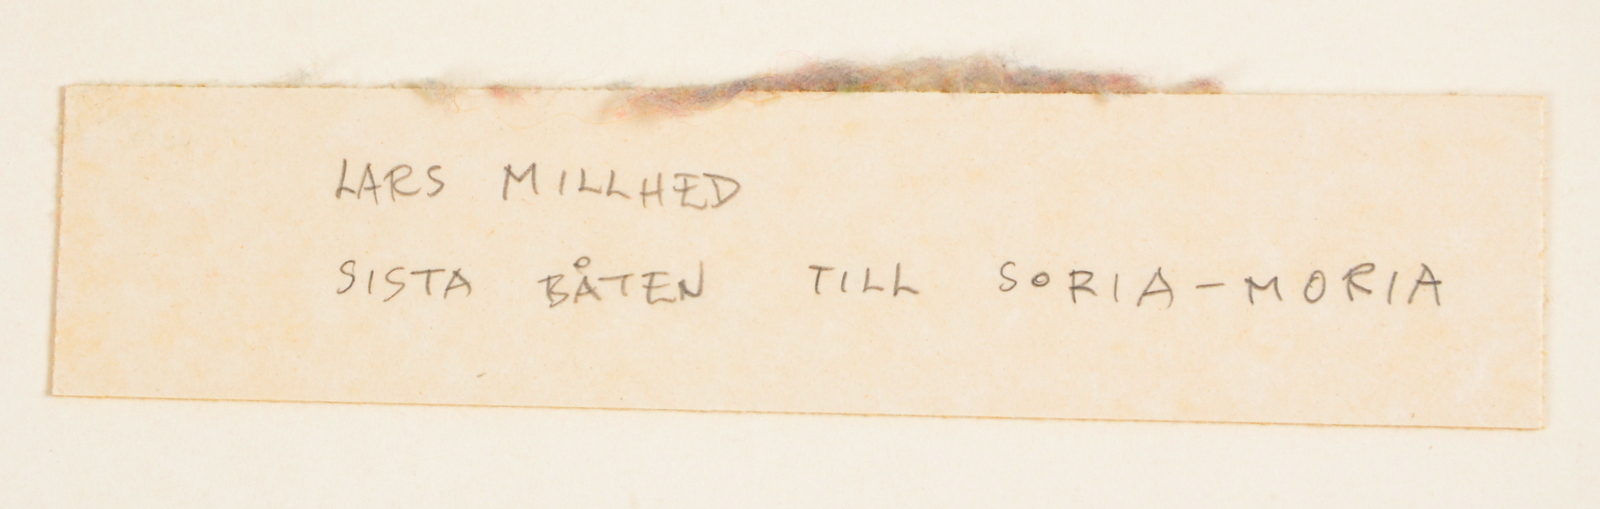 LARS MILLHED
SISTA BÅTEN TILL SORIA-MORIA